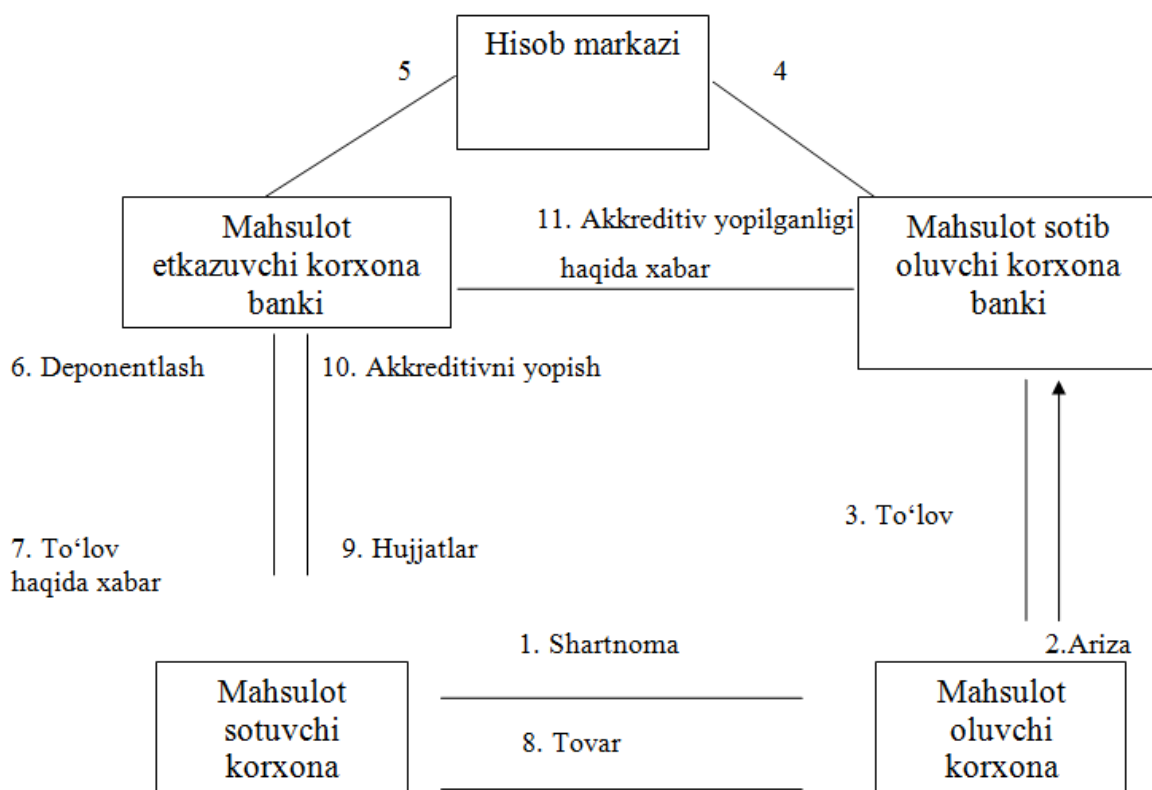 Hisob markazi
5
4
Mahsulot
etkazuvchi korxona
banki
11. Akkreditiv yopilganligi
haqida xabar
Mahsulot sotib
oluvchi korxona
banki
6. Deponentlash
10. Akkreditivni yopish
3. To‘lov
7. To‘lov
haqida xabar
9. Hujjatlar
1. Shartnoma
2.Ariza
Mahsulot
sotuvchi
korxona
8. Tovar
Mahsulot
oluvchi
korxona